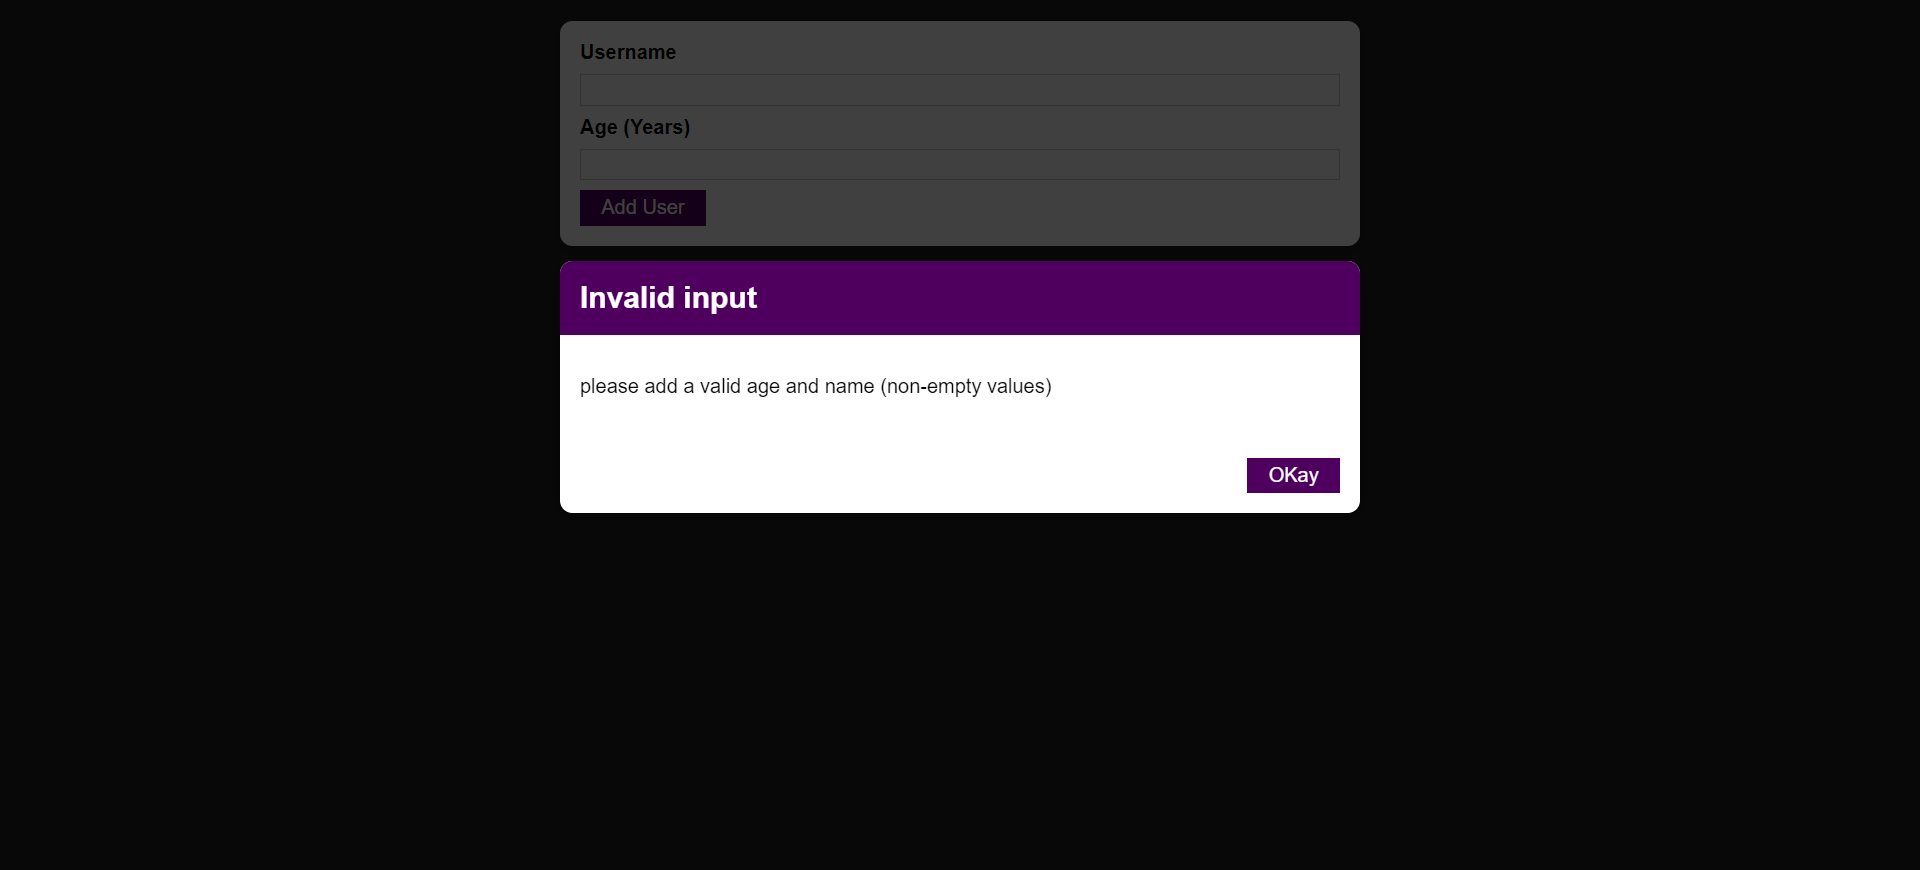 Username
Age (Years)
Add User
Invalid input
please add a valid age and name (non-empty values)
OKay